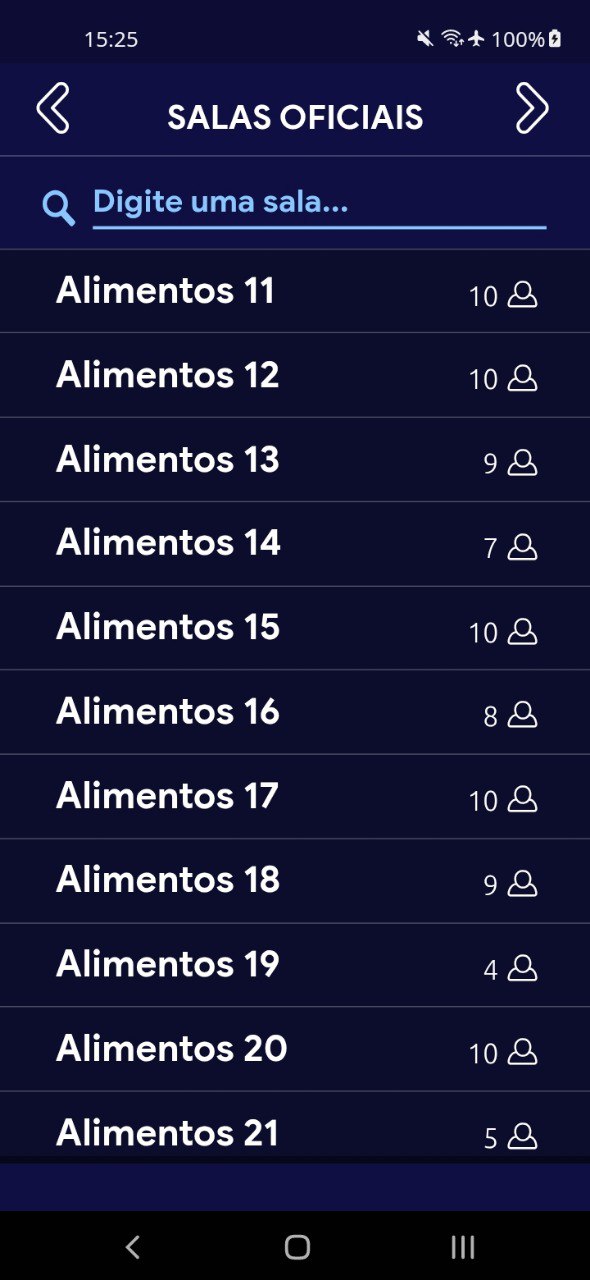 15:25 100%
SALAS OFICIAIS
Digite uma sala...
Alimentos 11 10
Alimentos 12 10
Alimentos 13 9
Alimentos 14 7
Alimentos 15 10
Alimentos 16 8
Alimentos 17 10
Alimentos 18 9
Alimentos 19 4
Alimentos 20 10
Alimentos 21 5